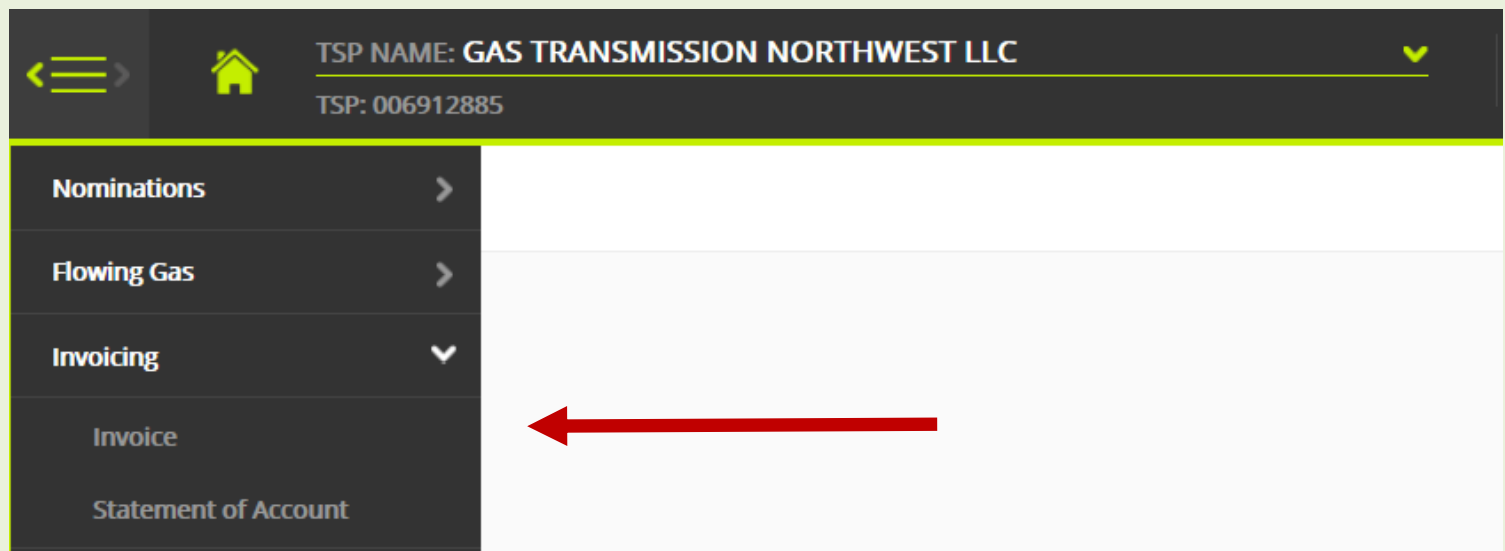 TSP NAME: GAS TRANSMISSION NORTHWEST LLC
TSP: 006912885
Nominations
Flowing Gas
Invoicing
Invoice
Statement of Account